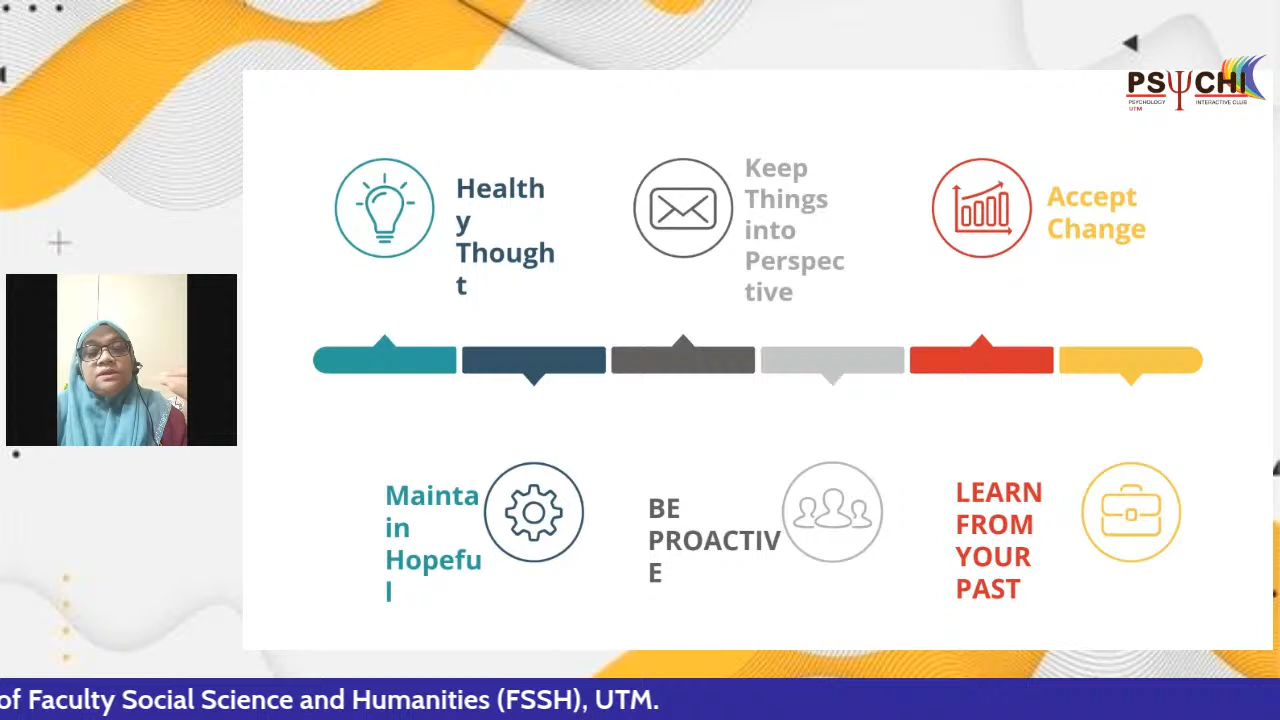 PSYCHI
PSYCHOLOGY
INTERACTIVE CLUB
UTM
Health
y
Though
t
Keep
Things
into
Perspec
tive
Accept
Change
Mainta
in
Hopefu
l
BE
PROACTIV
E
LEARN
FROM
YOUR
PAST
of Faculty Social Science and Humanities (FSSH), UTM.